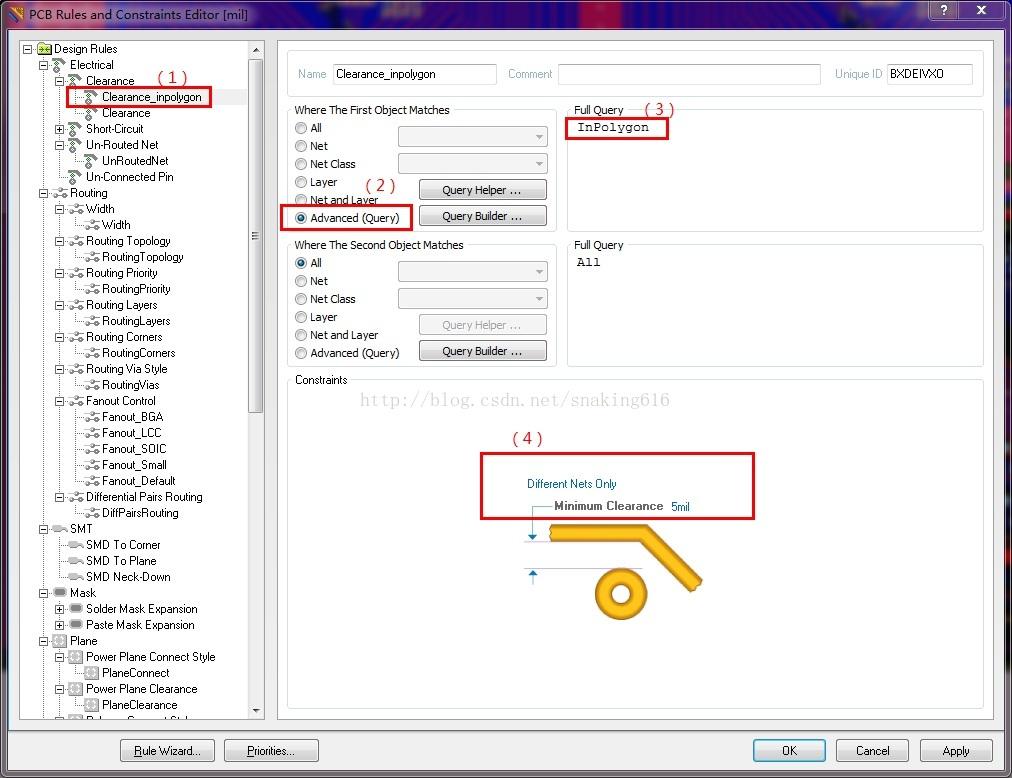 PCB Rules and Constraints Editor [mil]
Design Rules
Electrical
Clearance
(1)
Clearance_inpolygon
Clearance
Short-Circuit
Un-Routed Net
UnRoutedNet
Un-Connected Pin
Routing
Width
Width
Routing Topology
RoutingTopology
Routing Priority
RoutingPriority
Routing Layers
RoutingLayers
Routing Corners
RoutingCorners
Routing Via Style
RoutingVias
Fanout Control
Fanout_BGA
Fanout_LCC
Fanout_SOIC
Fanout_Small
Fanout_Default
Differential Pairs Routing
DiffPairsRouting
SMT
SMD To Corner
SMD To Plane
SMD Neck-Down
Mask
Solder Mask Expansion
Paste Mask Expansion
Plane
Power Plane Connect Style
PlaneConnect
Power Plane Clearance
PlaneClearance
Name Clearance_inpolygon Comment Unique ID BXDEIVXO
Where The First Object Matches
All
Net
Net Class
Layer
(2)
Net and Layer
Advanced (Query)
Query Helper ...
Query Builder ...
Full Query
(3)
InPolygon
Where The Second Object Matches
All
Net
Net Class
Layer
Net and Layer
Advanced (Query)
Query Helper ...
Query Builder ...
Full Query
All
Constraints
http://blog.csdn.net/snaking616
(4)
Different Nets Only
Minimum Clearance 5mil
Rule Wizard... Priorities... OK Cancel Apply